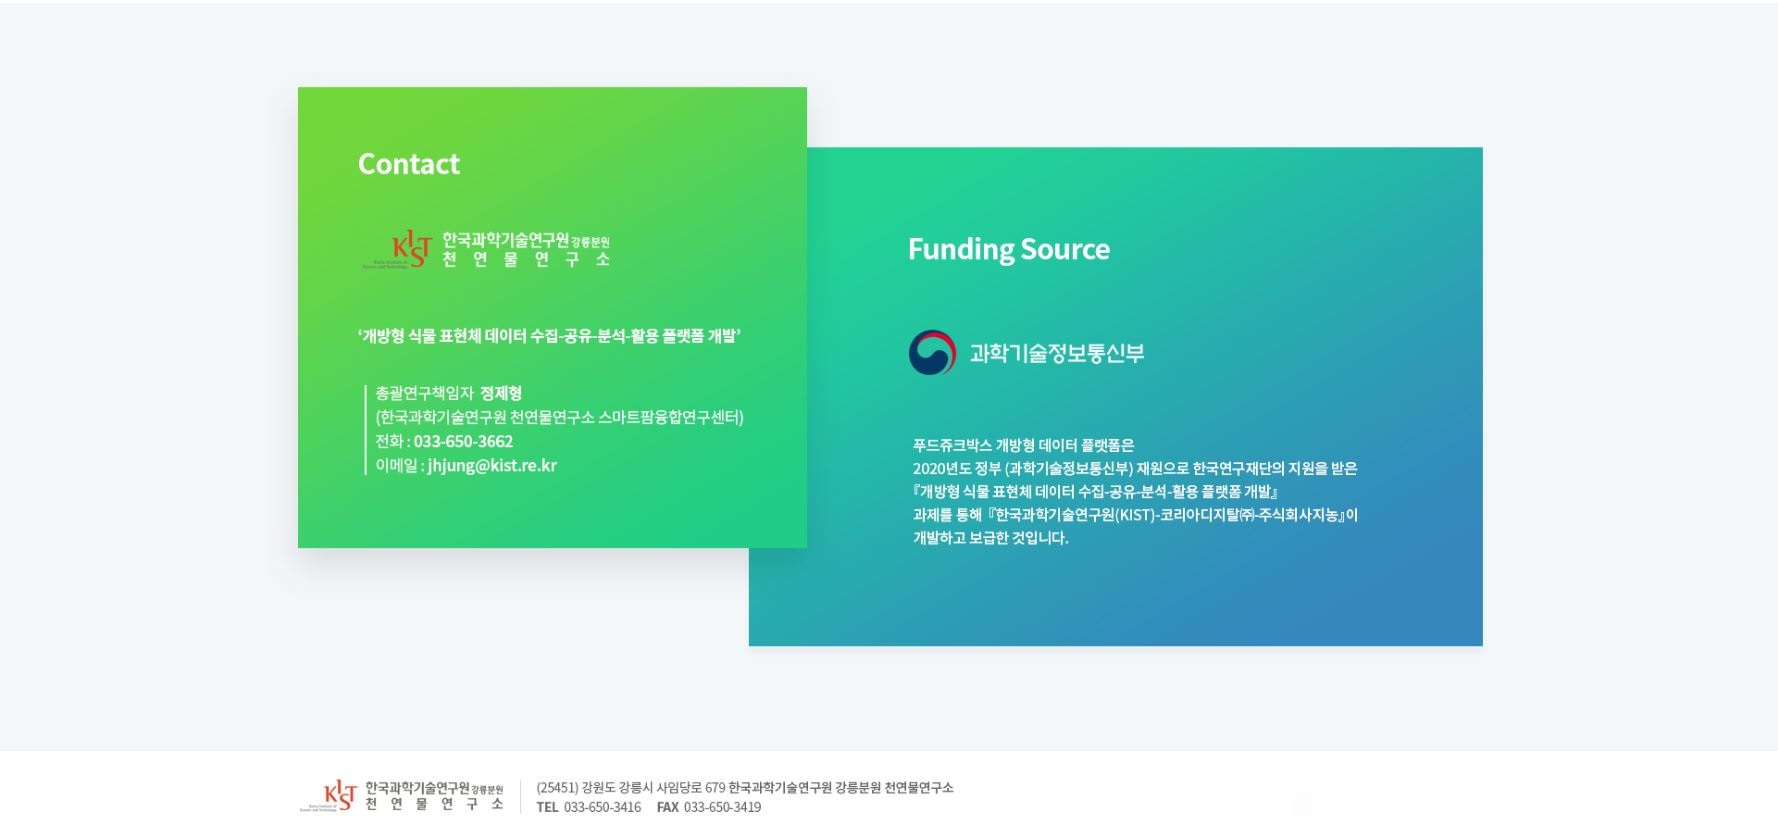 Contact
KIST 한국과학기술연구원 강릉분원
Korea Institute of
Science and Technology
천연물연구소
‘개방형 식물 표현체 데이터 수집-공유-분석-활용 플랫폼 개발’
총괄연구책임자 정제형
(한국과학기술연구원 천연물연구소 스마트팜융합연구센터)
전화 : 033-650-3662
이메일 : jhjung@kist.re.kr
Funding Source
과학기술정보통신부
푸드쥬크박스 개방형 데이터 플랫폼은
2020년도 정부 (과학기술정보통신부) 재원으로 한국연구재단의 지원을 받은
『개방형 식물 표현체 데이터 수집-공유-분석-활용 플랫폼 개발』
과제를 통해 『한국과학기술연구원(KIST)-코리아디지탈㈜-주식회사지농』이
개발하고 보급한 것입니다.
KIST 한국과학기술연구원 강릉분원
Korea Institute of
Science and Technology
천연물연구소
(25451) 강원도 강릉시 사임당로 679 한국과학기술연구원 강릉분원 천연물연구소
TEL 033-650-3416 FAX 033-650-3419